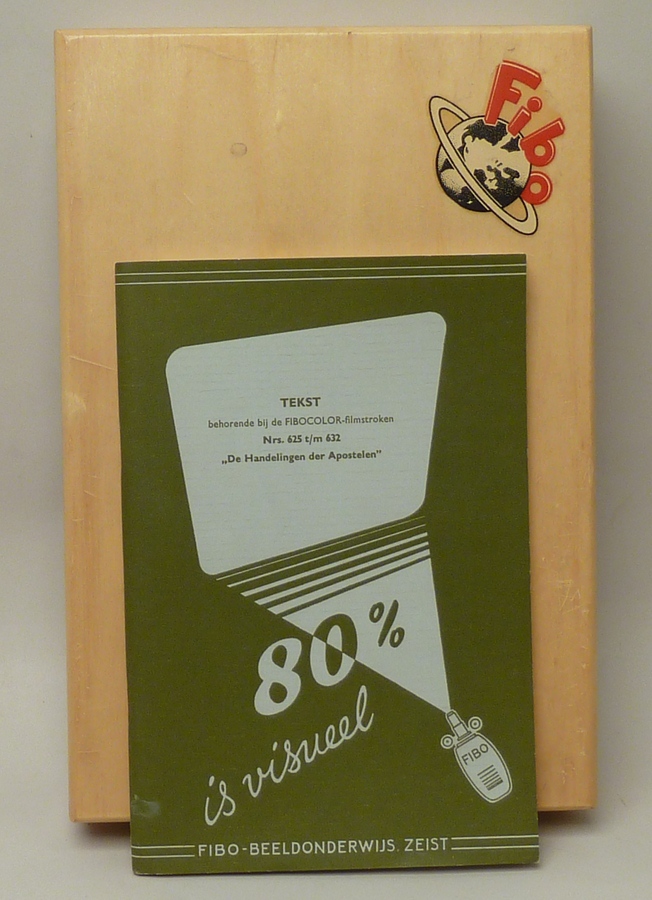 Fibo
TEKST
behorende bij de FIBOCOLOR-filmstroken
Nrs. 625 t/m 632
„De Handelingen der Apostelen”
80%
is visueel
FIBO
FIBO-BEELDONDERWIJS. ZEIST